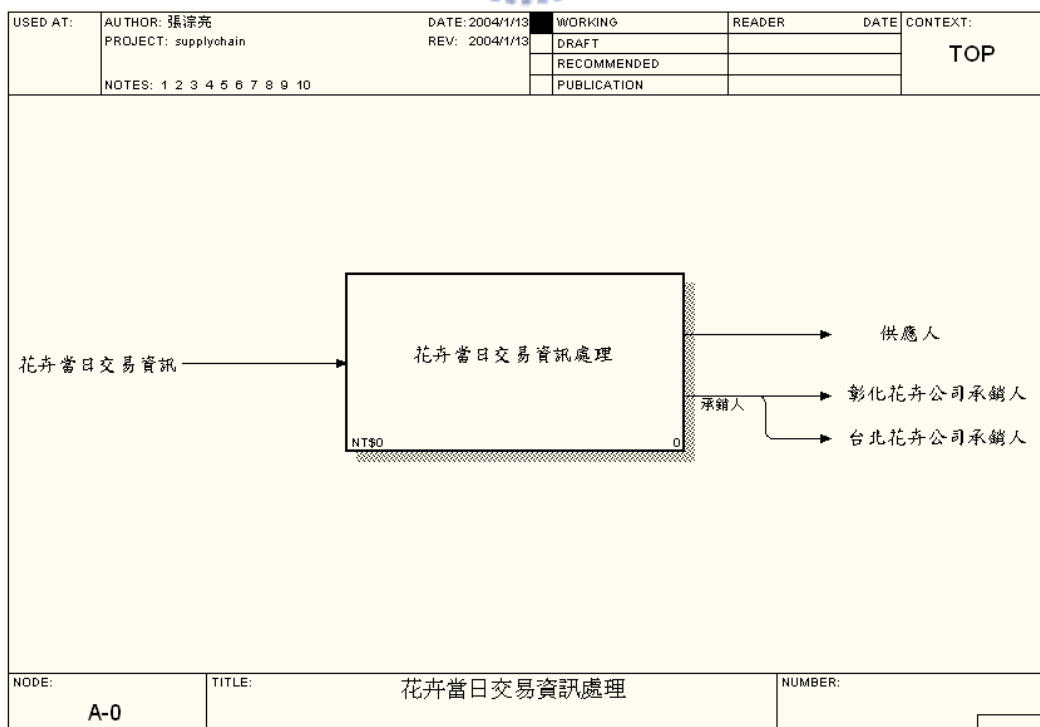 USED AT:
AUTHOR: 張淙亮
DATE: 2004/1/13
WORKING
READER
DATE
CONTEXT:
PROJECT: supplychain
REV: 2004/1/13
DRAFT
TOP
RECOMMENDED
NOTES: 1 2 3 4 5 6 7 8 9 10
PUBLICATION
花卉當日交易資訊
花卉當日交易資訊處理
NT$0
0
供應人
承銷人
彰化花卉公司承銷人
台北花卉公司承銷人
NODE:
A-0
TITLE:
花卉當日交易資訊處理
NUMBER: